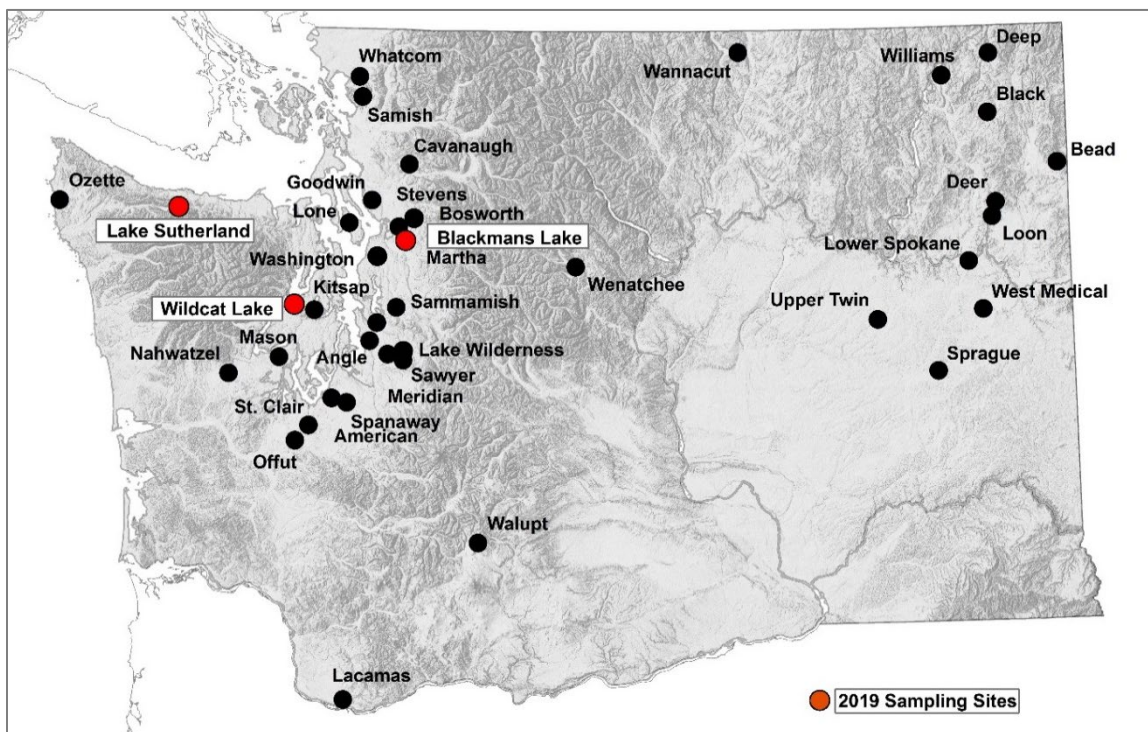 Whatcom
Samish
Wannacut
Williams
Deep
Black
Bead
Cavanaugh
Ozette
Goodwin
Stevens
Deer
Lone
Bosworth
Lake Sutherland
Blackmans Lake
Loon
Lower Spokane
Washington
Martha
Wenatchee
Kitsap
Wildcat Lake
Sammamish
Upper Twin
West Medical
Mason
Nahwatzel
Angle
Lake Wilderness
Sawyer
Sprague
Meridian
St. Clair
Spanaway
American
Offut
Walupt
Lacamas
2019 Sampling Sites